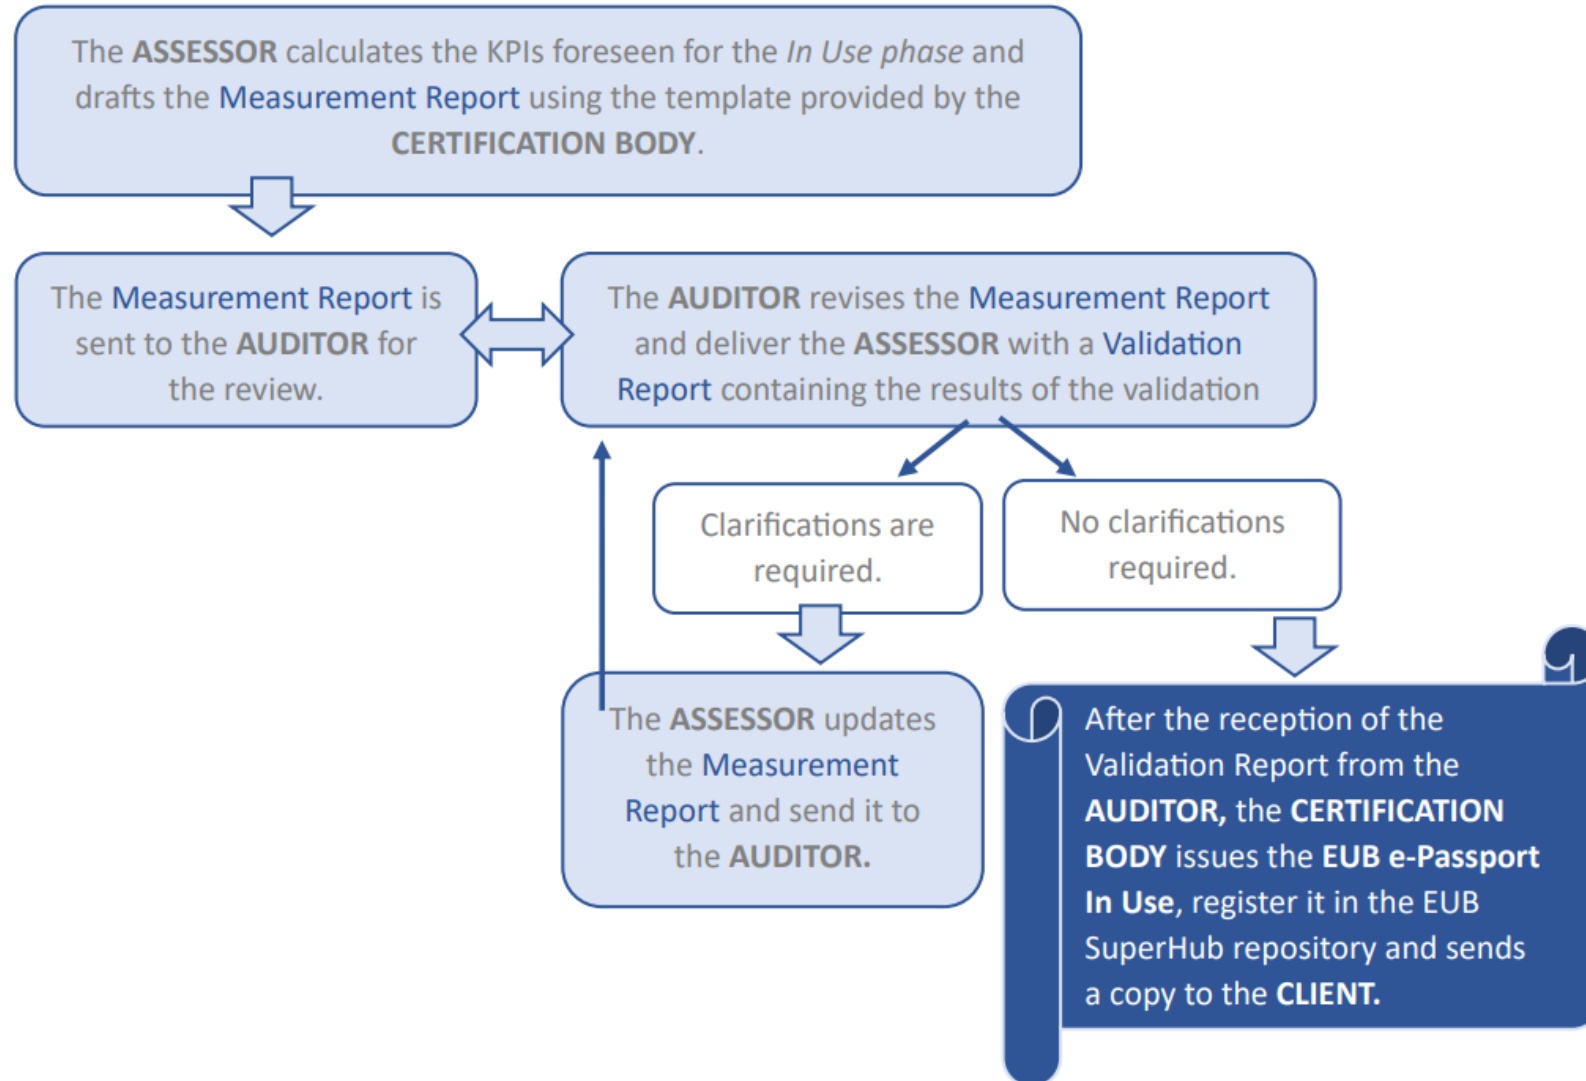 The ASSESSOR calculates the KPIs foreseen for the In Use phase and
drafts the Measurement Report using the template provided by the
CERTIFICATION BODY.
The Measurement Report is
sent to the AUDITOR for
the review.
The AUDITOR revises the Measurement Report
and deliver the ASSESSOR with a Validation
Report containing the results of the validation
Clarifications are
required.
No clarifications
required.
The ASSESSOR updates
the Measurement
Report and send it to
the AUDITOR.
After the reception of the
Validation Report from the
AUDITOR, the CERTIFICATION
BODY issues the EUB e-Passport
In Use, register it in the EUB
SuperHub repository and sends
a copy to the CLIENT.